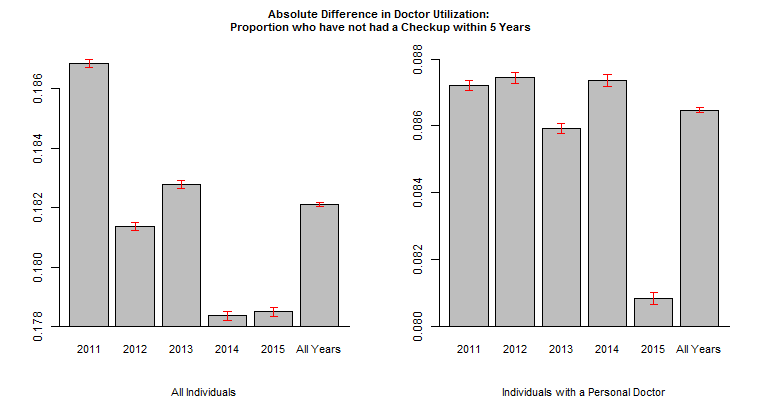 Absolute Difference in Doctor Utilization:
Proportion who have not had a Checkup within 5 Years
0.186
0.184
0.182
0.180
0.178
2011 2012 2013 2014 2015 All Years
All Individuals
0.088
0.086
0.084
0.082
0.080
2011 2012 2013 2014 2015 All Years
Individuals with a Personal Doctor